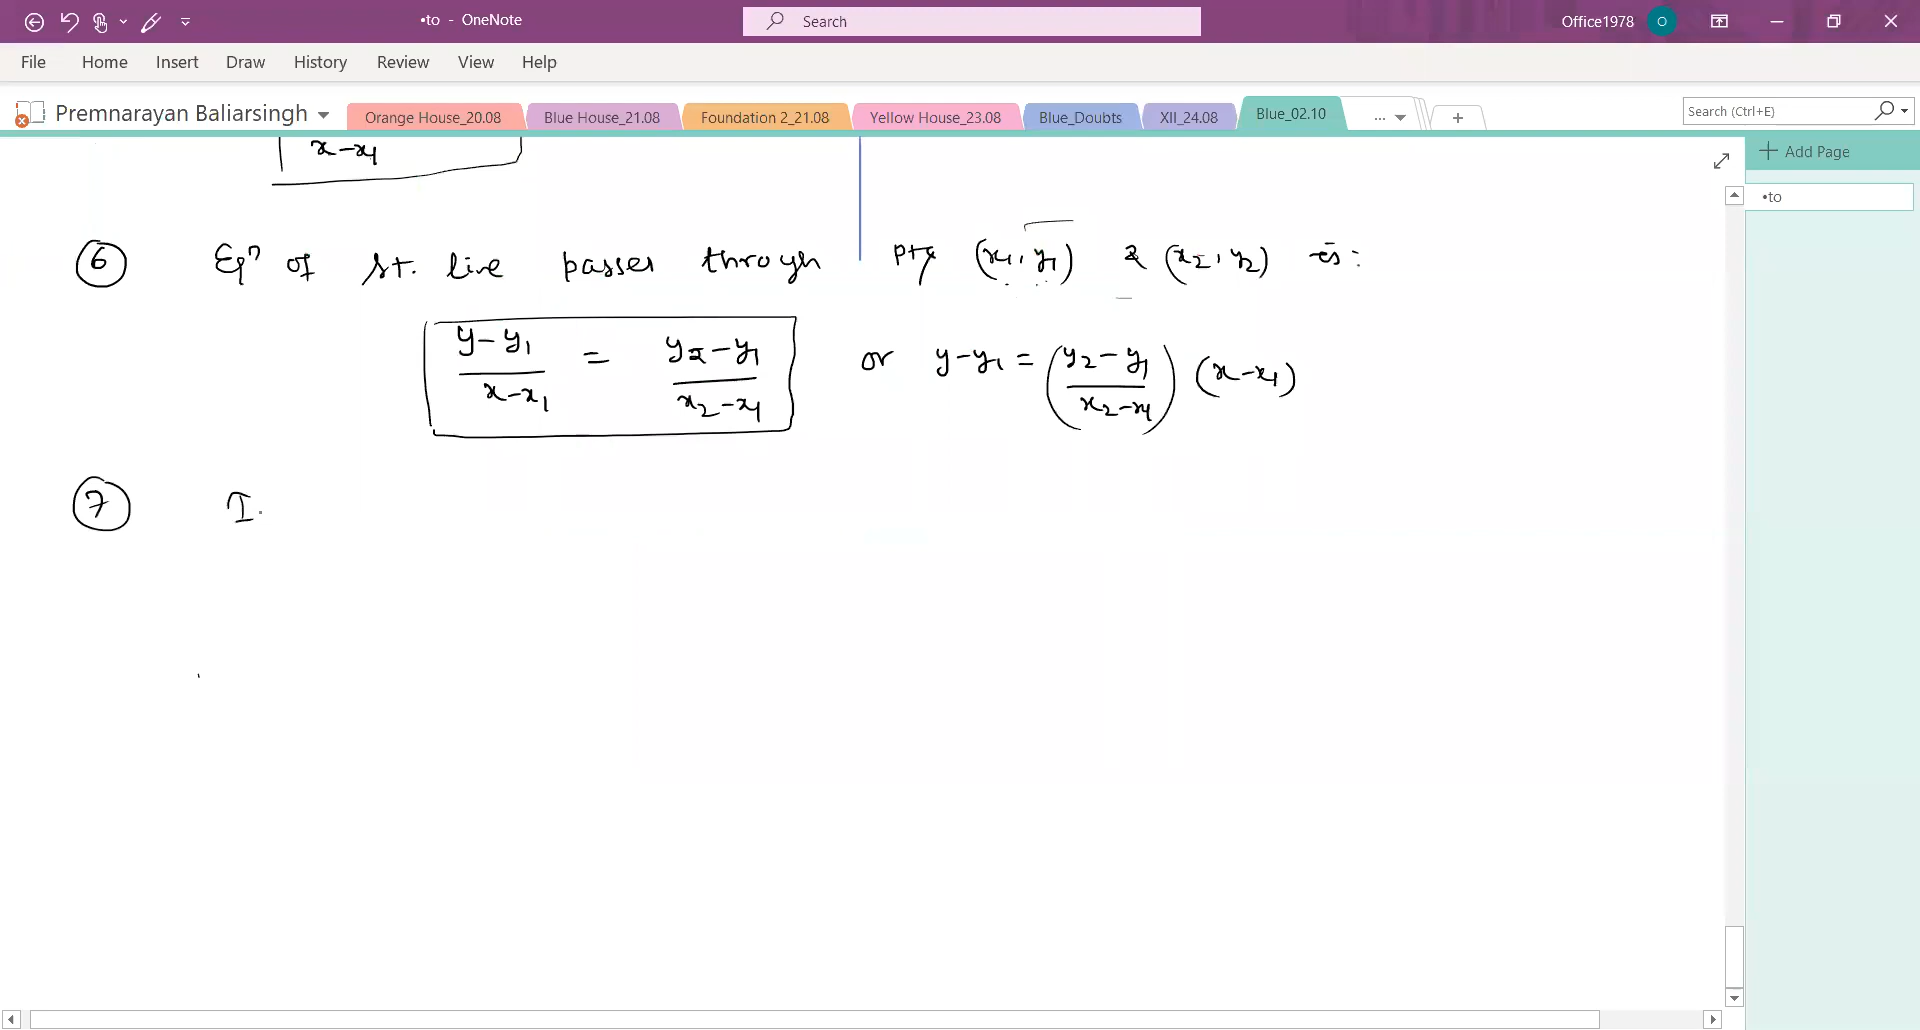 •to - OneNote
Search
Office1978
O
File Home Insert Draw History Review View Help
Premnarayan Baliarsingh
Orange House_20.08
Blue House_21.08
Foundation 2_21.08
Yellow House_23.08
Blue_Doubts
XII_24.08
Blue_02.10
...
+
Search (Ctrl+E)
+ Add Page
•to
x-x₁
⑥ Eqⁿ of st. line passes through pts (x₁, y₁) & (x₂, y₂) is:
(y-y₁)/(x-x₁) = (y₂-y₁)/(x₂-x₁) or y-y₁ = ((y₂-y₁)/(x₂-x₁)) (x-x₁)
⑦ I.